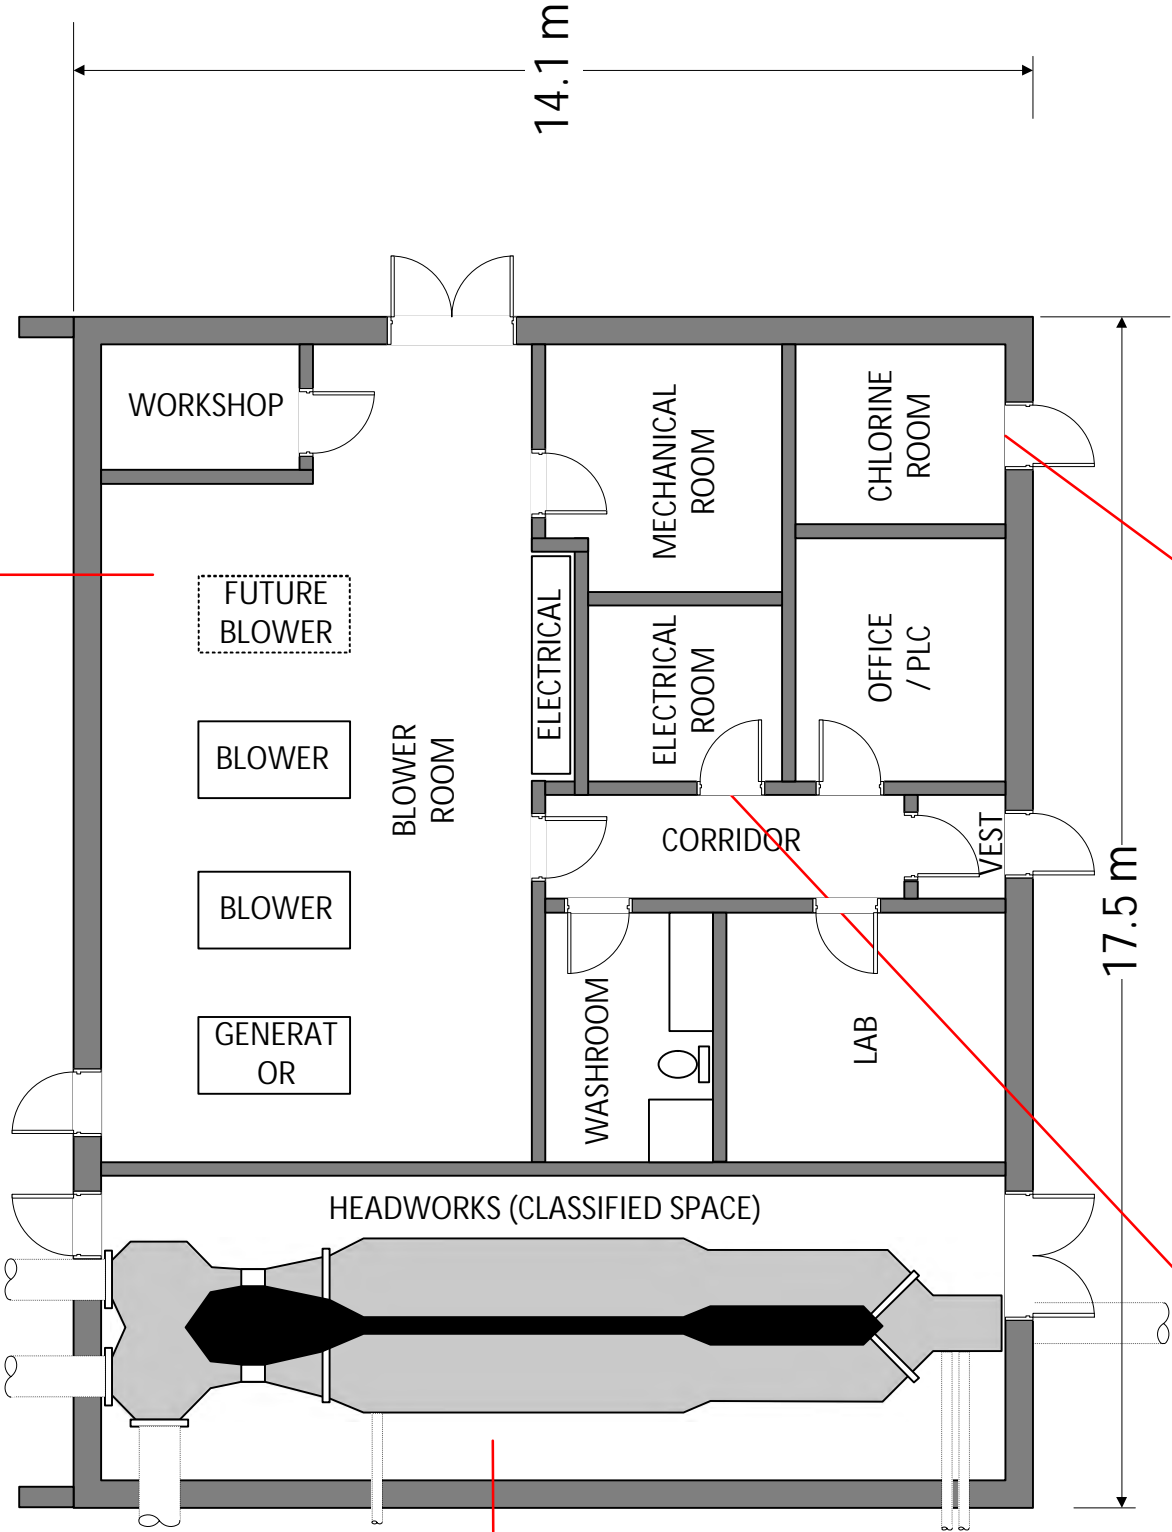 14.1 m
WORKSHOP
MECHANICAL
ROOM
CHLORINE
ROOM
FUTURE
BLOWER
ELECTRICAL
ELECTRICAL
ROOM
OFFICE
/ PLC
BLOWER
BLOWER
ROOM
CORRIDOR
VEST
17.5 m
BLOWER
GENERAT
OR
WASHROOM
LAB
HEADWORKS (CLASSIFIED SPACE)